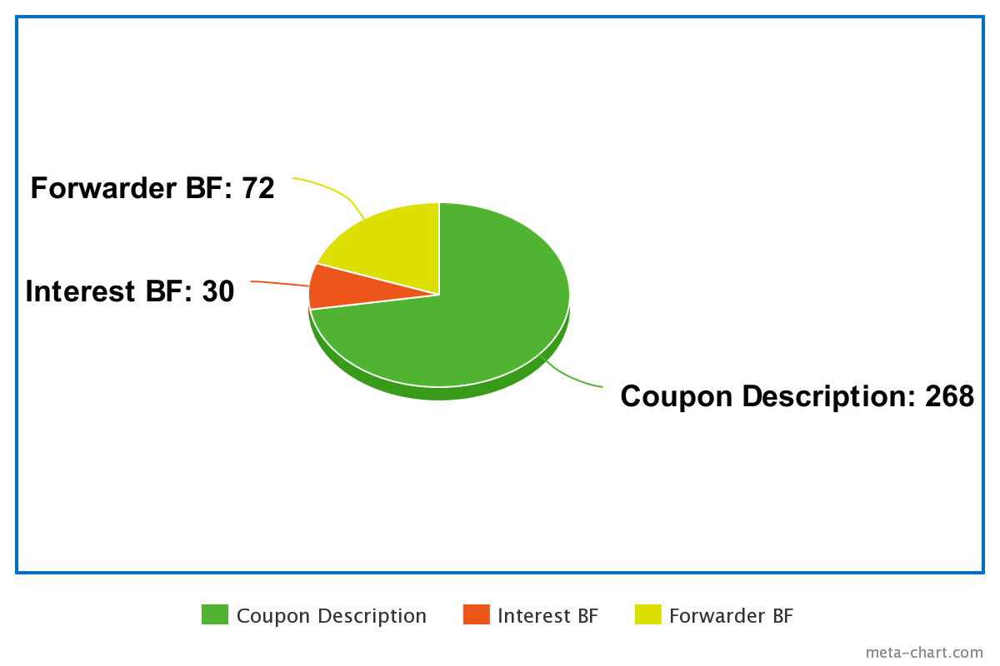 Forwarder BF: 72
Interest BF: 30
Coupon Description: 268
Coupon Description Interest BF Forwarder BF
meta-chart.com